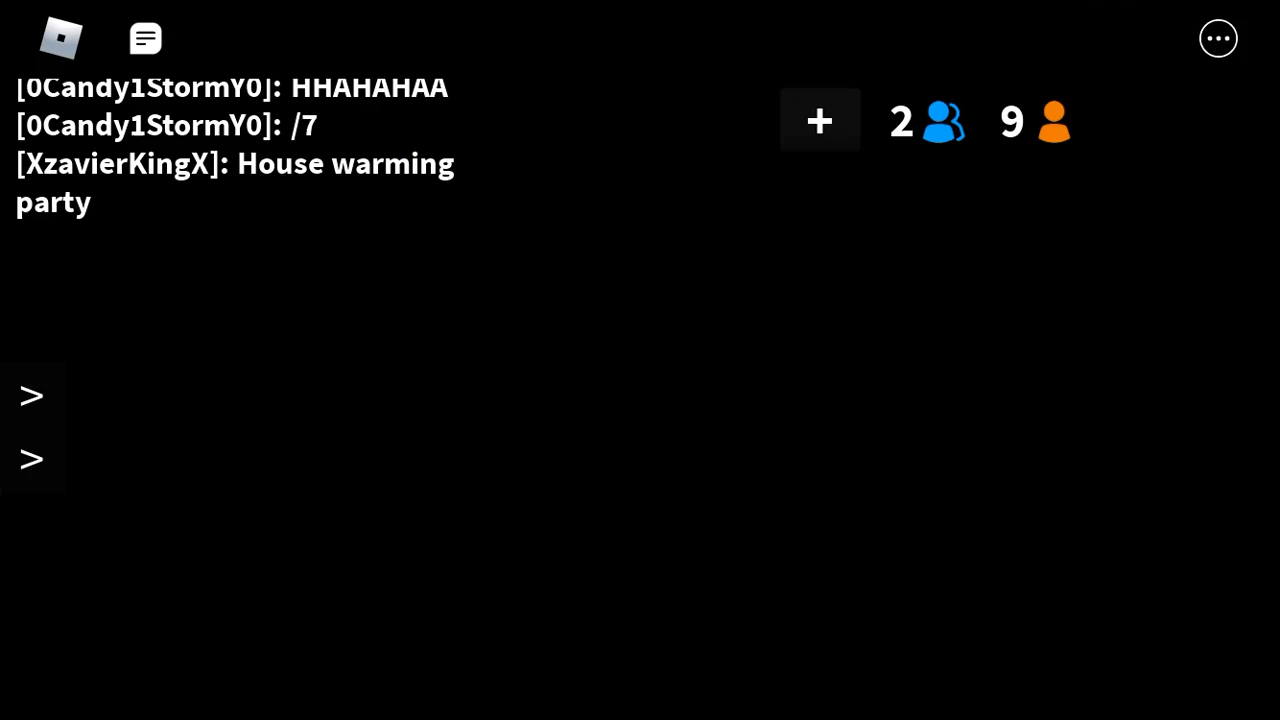 [0Candy1StormY0]: HHAHAHAA
[0Candy1StormY0]: /7
[XzavierKingX]: House warming
party
+ 2 9
>
>